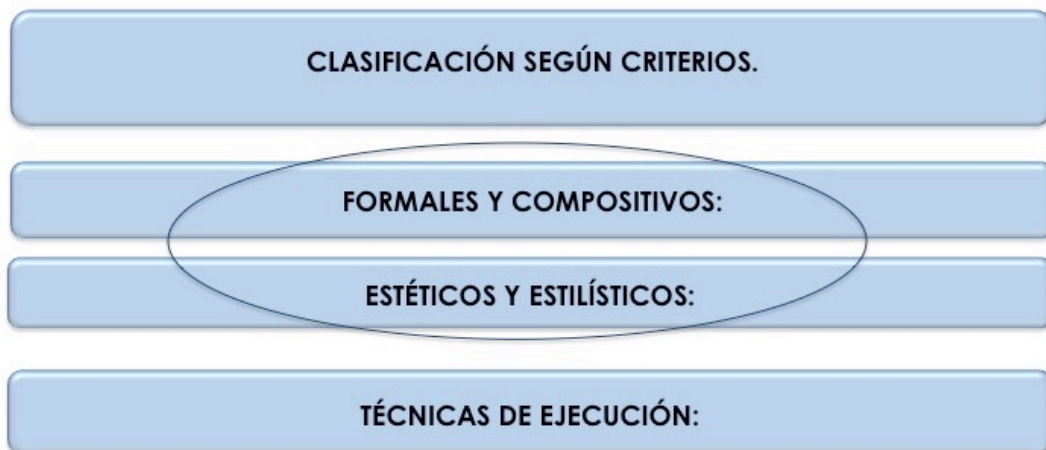 CLASIFICACIÓN SEGÚN CRITERIOS.
FORMALES Y COMPOSITIVOS:
ESTÉTICOS Y ESTILÍSTICOS:
TÉCNICAS DE EJECUCIÓN: